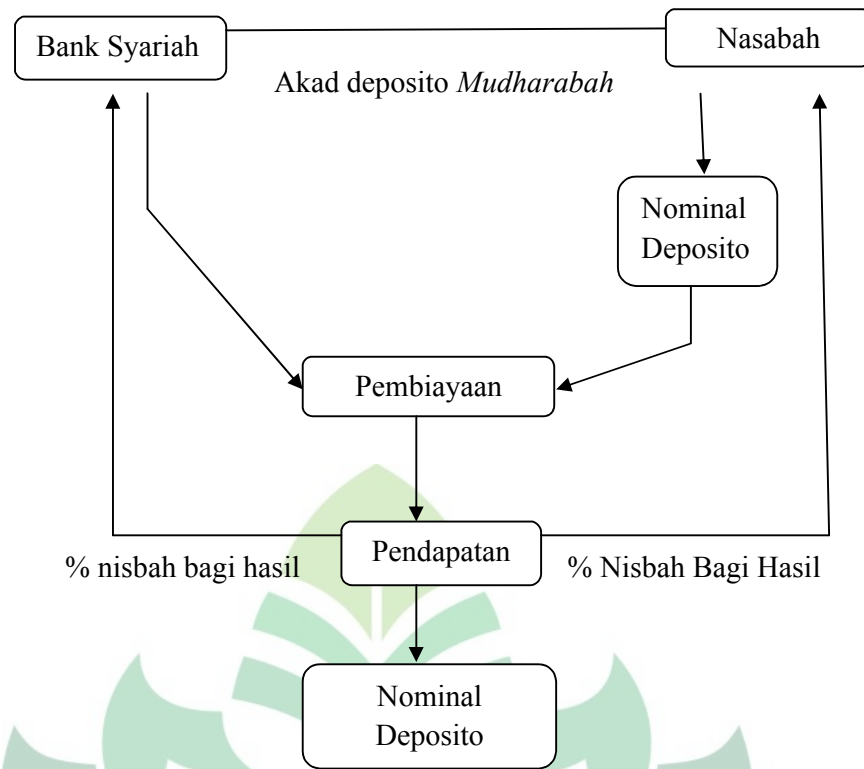 Bank Syariah
Nasabah
Akad deposito Mudharabah
Nominal
Deposito
Pembiayaan
Pendapatan
% nisbah bagi hasil
% Nisbah Bagi Hasil
Nominal
Deposito